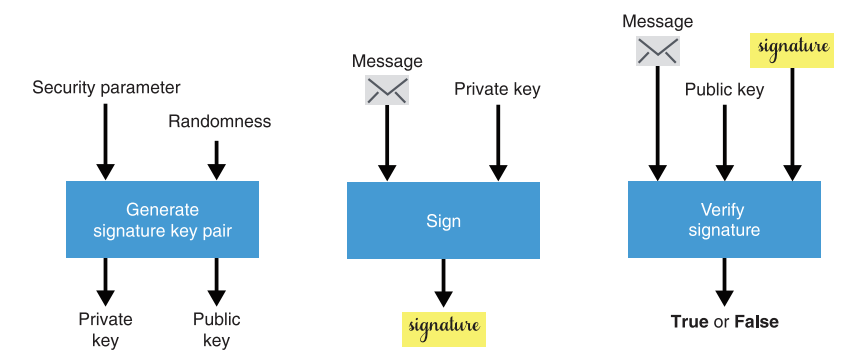 Security parameter
Randomness
Generate
signature key pair
Private
key
Public
key
Message
Private key
Sign
signature
Message
signature
Public key
Verify
signature
True or False